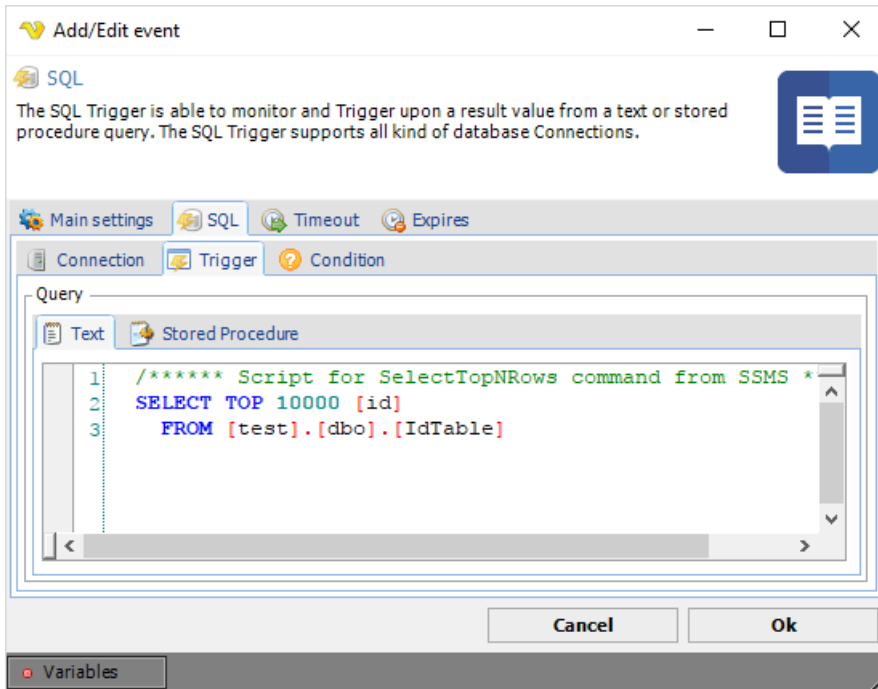 Add/Edit event
SQL
The SQL Trigger is able to monitor and Trigger upon a result value from a text or stored
procedure query. The SQL Trigger supports all kind of database Connections.
Main settings SQL Timeout Expires
Connection Trigger Condition
Query
Text Stored Procedure
1 /****** Script for SelectTopNRows command from SSMS *
2 SELECT TOP 10000 [id]
3 FROM [test].[dbo].[IdTable]
Cancel Ok
Variables